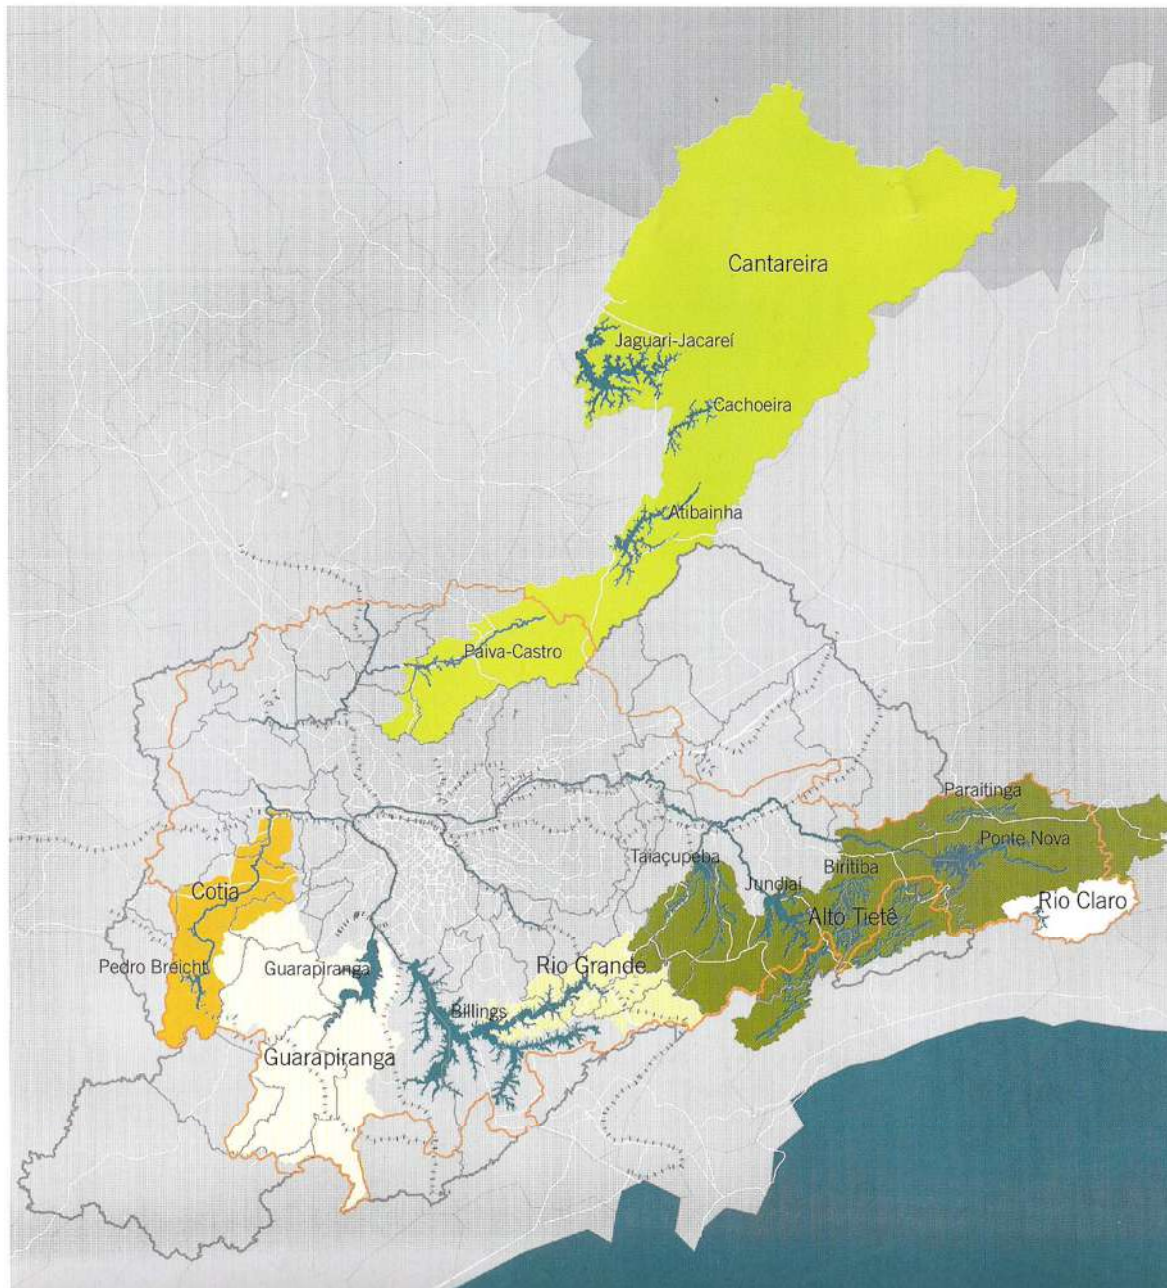 Cantareira
Jaguari-Jacareí
Cachoeira
Atibainha
Paiva-Castro
Paraitinga
Ponte Nova
Taiaçupeba
Biritiba
Jundiaí
Cotia
Rio Claro
Alto Tietê
Pedro Breicht
Guarapiranga
Rio Grande
Billings
Guarapiranga